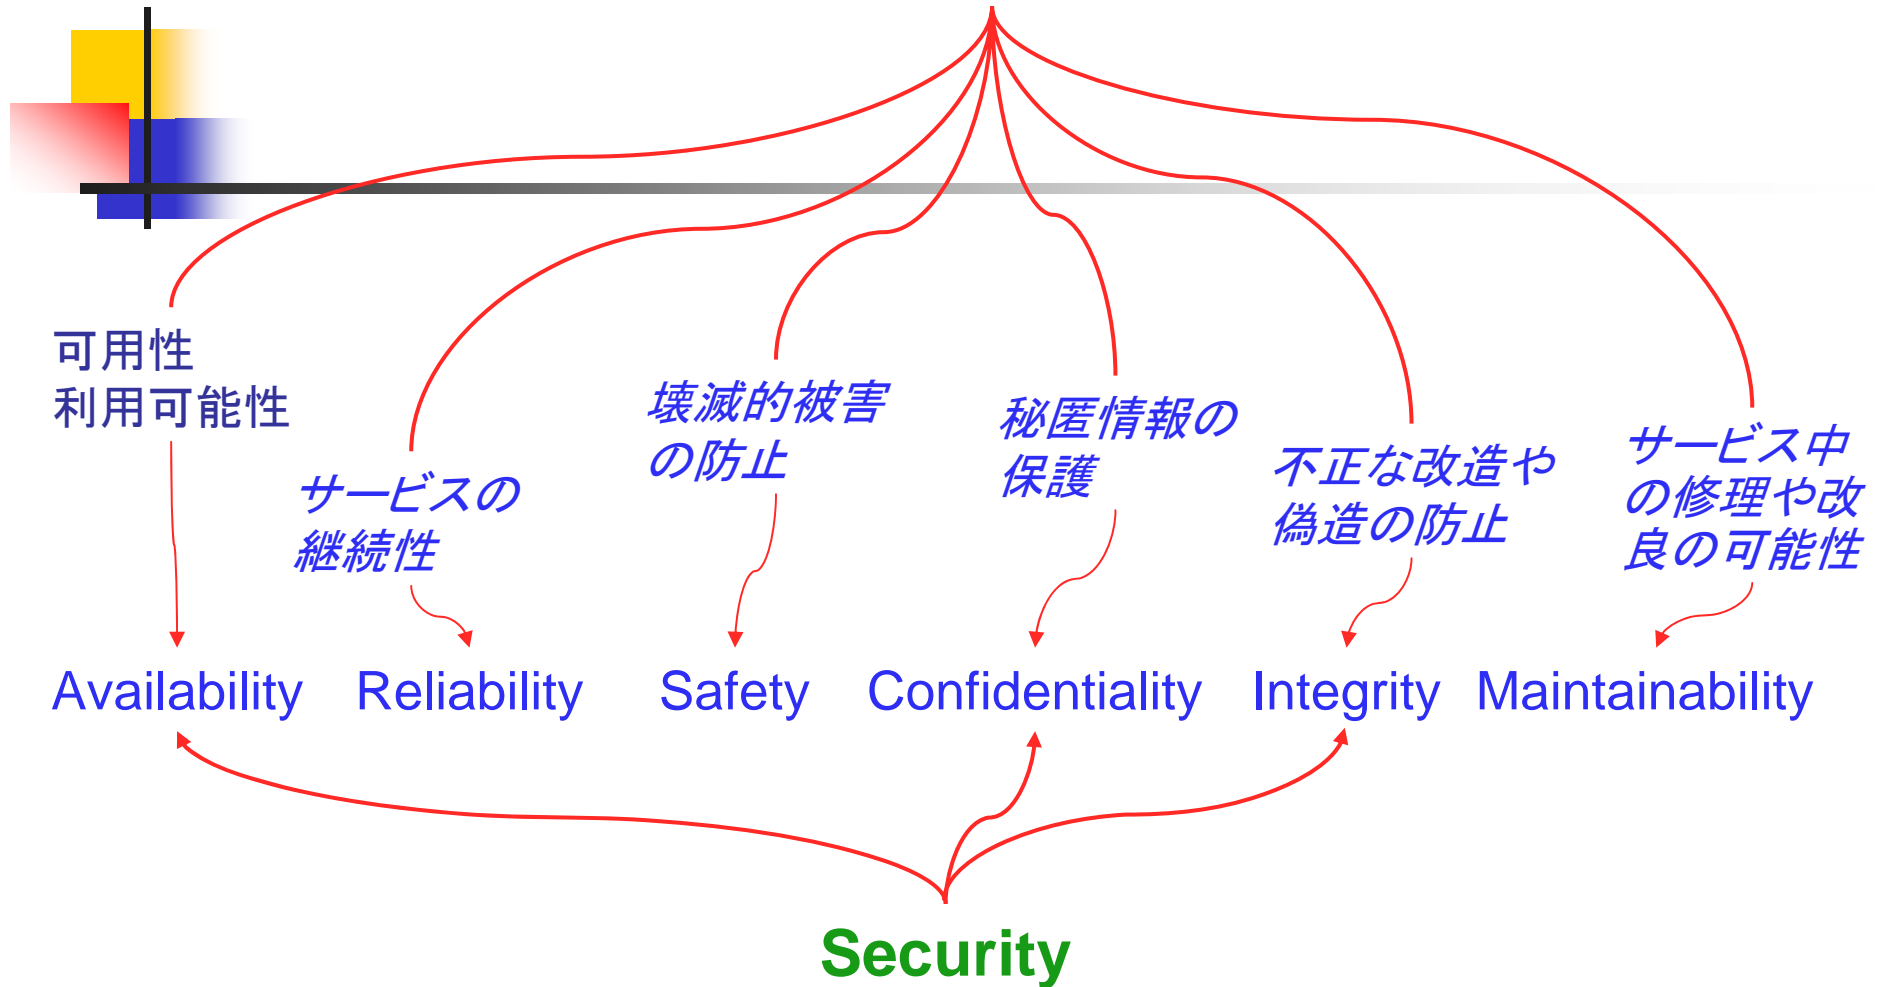 可用性
利用可能性
サービスの
継続性
壊滅的被害
の防止
秘匿情報の
保護
不正な改造や
偽造の防止
サービス中
の修理や改
良の可能性
Availability
Reliability
Safety
Confidentiality
Integrity
Maintainability
Security